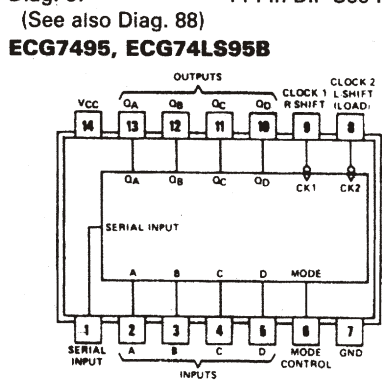 (See also Diag. 88)
ECG7495, ECG74LS95B
OUTPUTS
CLOCK 1 CLOCK 2
R SHIFT L SHIFT
(LOAD)
VCC QA QB QC QD
14 13 12 11 10 9 8
QA QB QC QD CK1 CK2
SERIAL INPUT
A B C D MODE
1 2 3 4 5 6 7
SERIAL INPUT A B C D MODE CONTROL GND
INPUTS